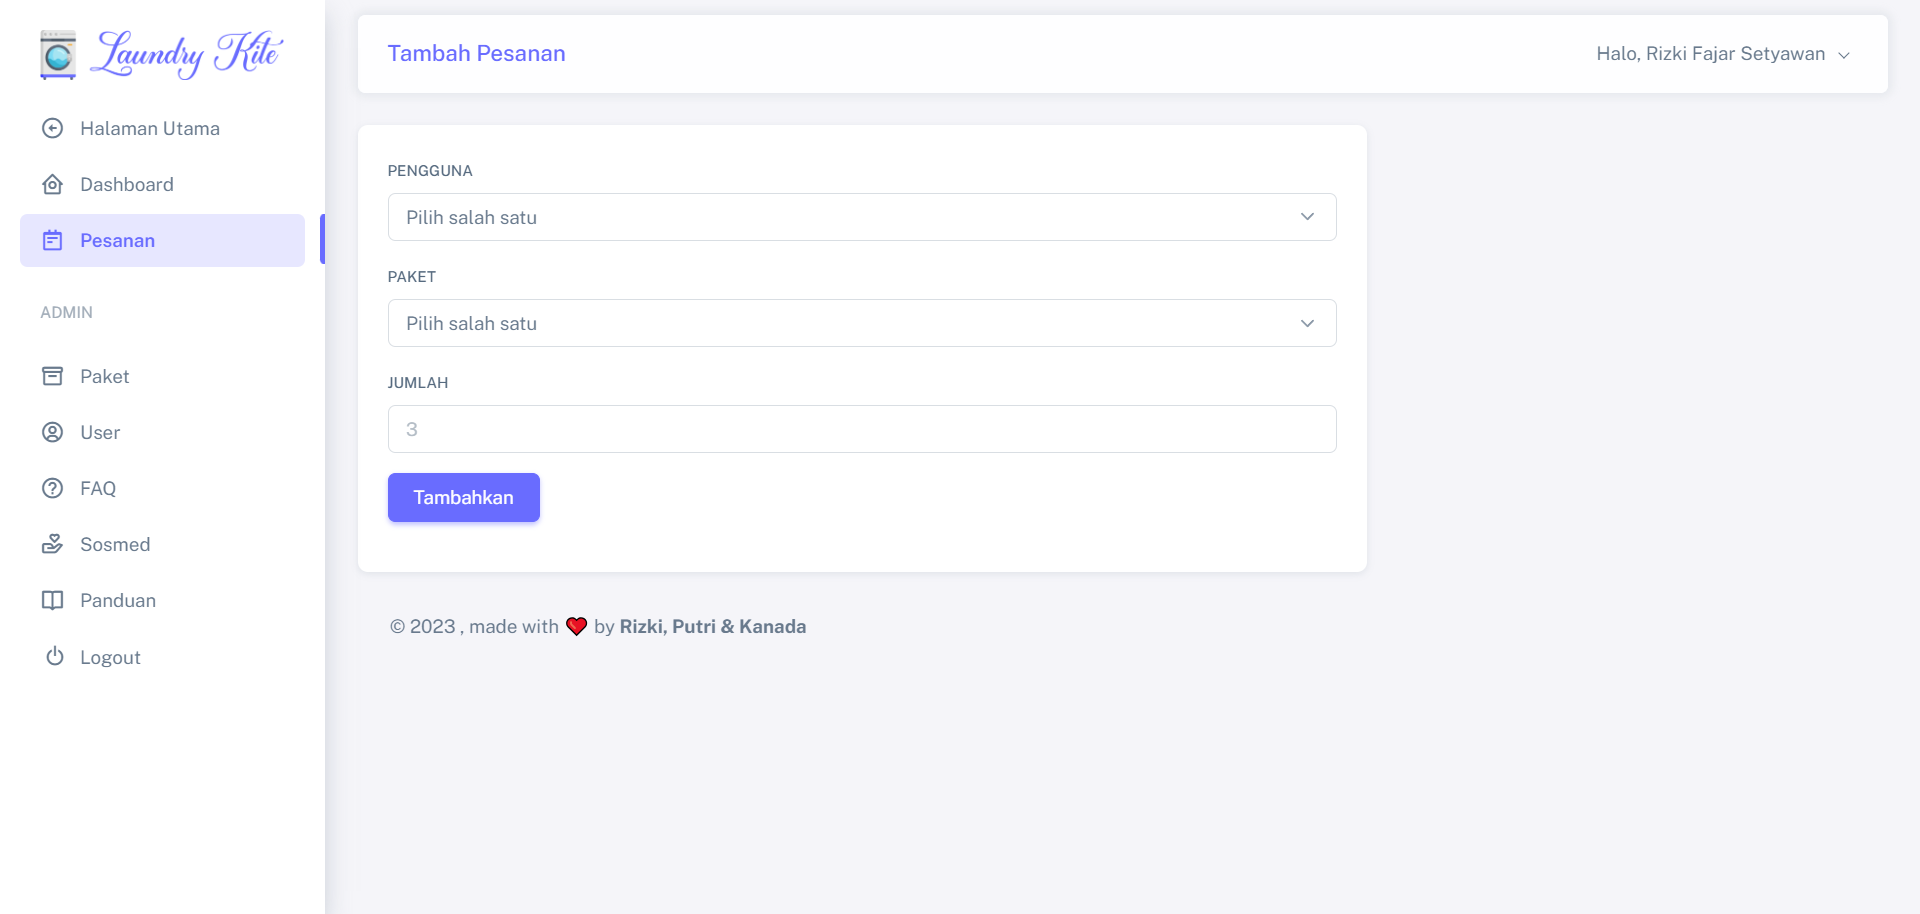 Laundry Kite
Halaman Utama
Dashboard
Pesanan
ADMIN
Paket
User
FAQ
Sosmed
Panduan
Logout
Tambah Pesanan
Halo, Rizki Fajar Setyawan
PENGGUNA
Pilih salah satu
PAKET
Pilih salah satu
JUMLAH
3
Tambahkan
© 2023 , made with ❤️ by Rizki, Putri & Kanada